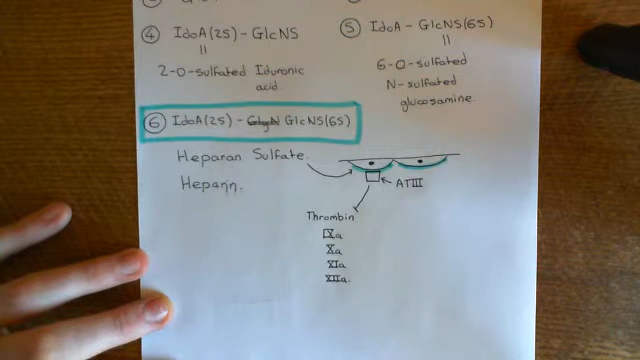 ④ IdoA(2S) - GlcNS
||
2-O-sulfated Iduronic
acid.
⑤ IdoA - GlcNS(6S)
||
6-O-sulfated
N-sulfated
glucosamine.
⑥ IdoA(2S) - GlcNS(6S)
Heparan Sulfate.
Heparin.
ATIII
Thrombin
IXa
Xa
XIa
XIIa.